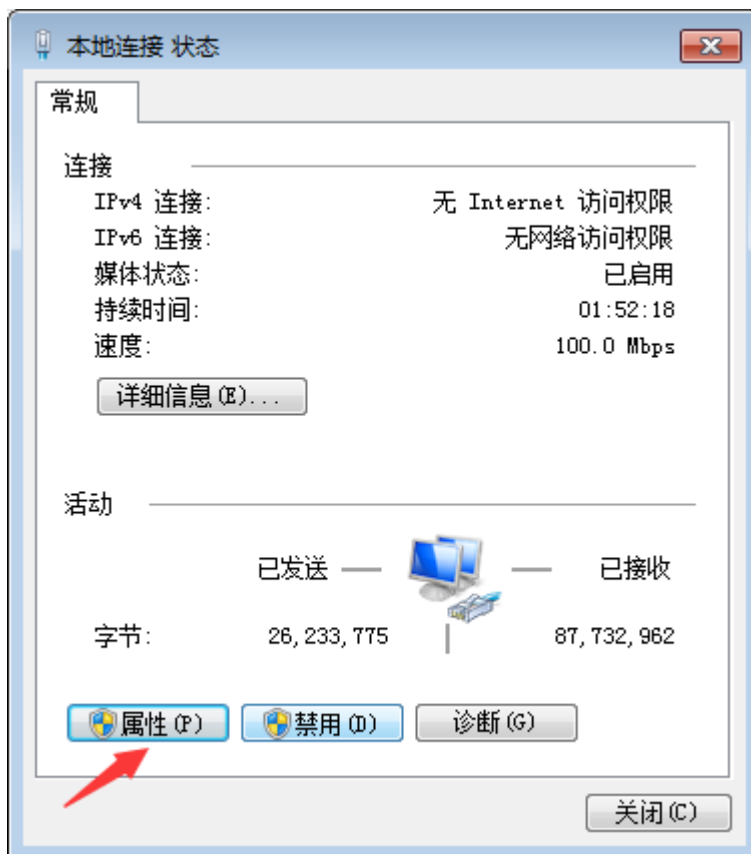 本地连接 状态
常规
连接
IPv4 连接: 无 Internet 访问权限
IPv6 连接: 无网络访问权限
媒体状态: 已启用
持续时间: 01:52:18
速度: 100.0 Mbps
详细信息(E)...
活动
已发送 已接收
字节: 26,233,775 87,732,962
属性(P) 禁用(D) 诊断(G)
关闭(C)